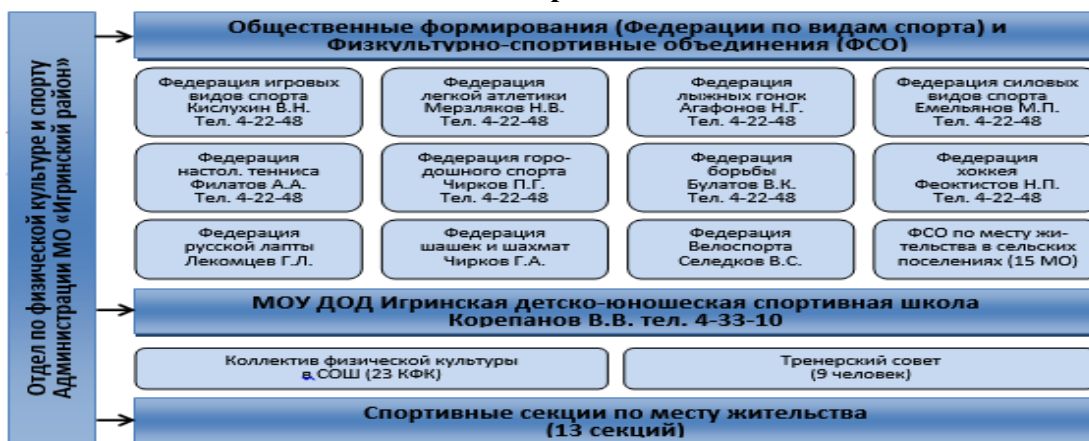 Отдел по физической культуре и спорту
Администрации МО «Игринский район»
Общественные формирования (Федерации по видам спорта) и
Физкультурно-спортивные объединения (ФСО)
Федерация игровых
видов спорта
Кислухин В.Н.
Тел. 4-22-48
Федерация
легкой атлетики
Мерзляков Н.В.
Тел. 4-22-48
Федерация
лыжных гонок
Агафонов Н.Г.
Тел. 4-22-48
Федерация силовых
видов спорта
Емельянов М.П.
Тел. 4-22-48
Федерация
настол. тенниса
Филатов А.А.
Тел. 4-22-48
Федерация горо-
дошного спорта
Чирков П.Г.
Тел. 4-22-48
Федерация
борьбы
Булатов В.К.
Тел. 4-22-48
Федерация
хоккея
Феоктистов Н.П.
Тел. 4-22-48
Федерация
русской лапты
Лекомцев Г.Л.
Федерация
шашек и шахмат
Чирков Г.А.
Федерация
Велоспорта
Селедков В.С.
ФСО по месту жи-
тельства в сельских
поселениях (15 МО)
МОУ ДОД Игринская детско-юношеская спортивная школа
Корепанов В.В. тел. 4-33-10
Коллектив физической культуры
в СОШ (23 КФК)
Тренерский совет
(9 человек)
Спортивные секции по месту жительства
(13 секций)